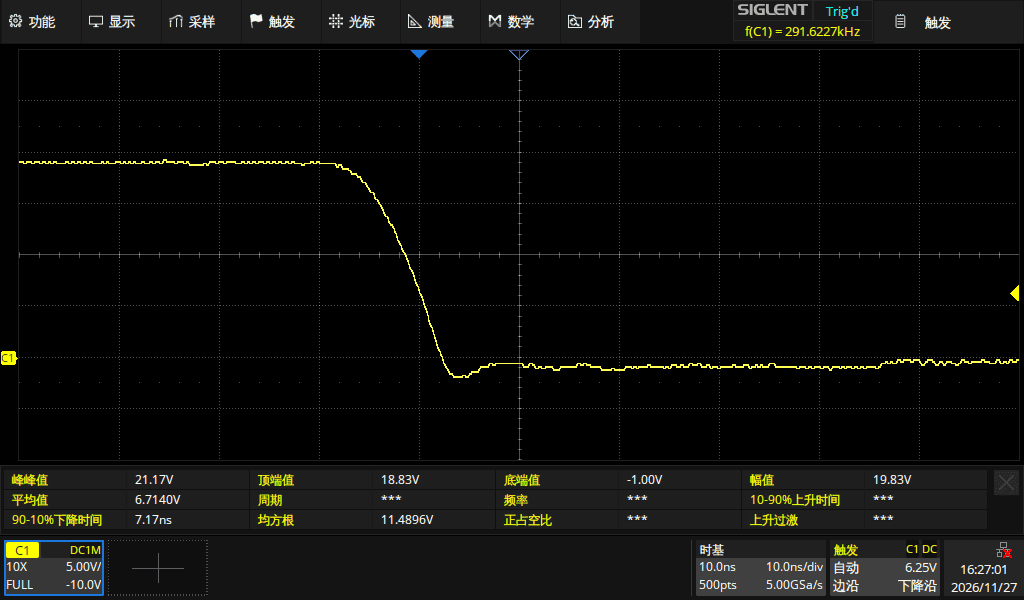 功能 显示 采样 触发 光标 测量 数学 分析 SIGLENT Trig'd 触发
f(C1) = 291.6227kHz
C1
峰峰值 21.17V 顶端值 18.83V 底端值 -1.00V 幅值 19.83V
平均值 6.7140V 周期 *** 频率 *** 10-90%上升时间 ***
90-10%下降时间 7.17ns 均方根 11.4896V 正占空比 *** 上升过激 ***
C1 DC1M 时基 触发 C1 DC
10X 5.00V/ 10.0ns 10.0ns/div 自动 6.25V 16:27:01
FULL -10.0V 500pts 5.00GSa/s 边沿 下降沿 2026/11/27